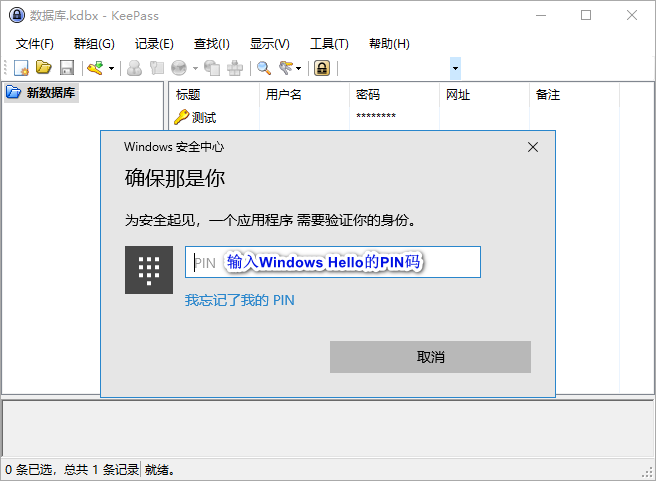 数据库.kdbx - KeePass
文件(F) 群组(G) 记录(E) 查找(I) 显示(V) 工具(T) 帮助(H)
新数据库
标题 用户名 密码 网址 备注
测试 ********
Windows 安全中心
确保那是你
为安全起见，一个应用程序 需要验证你的身份。
PIN 输入Windows Hello的PIN码
我忘记了我的 PIN
取消
0 条已选，总共 1 条记录 就绪。